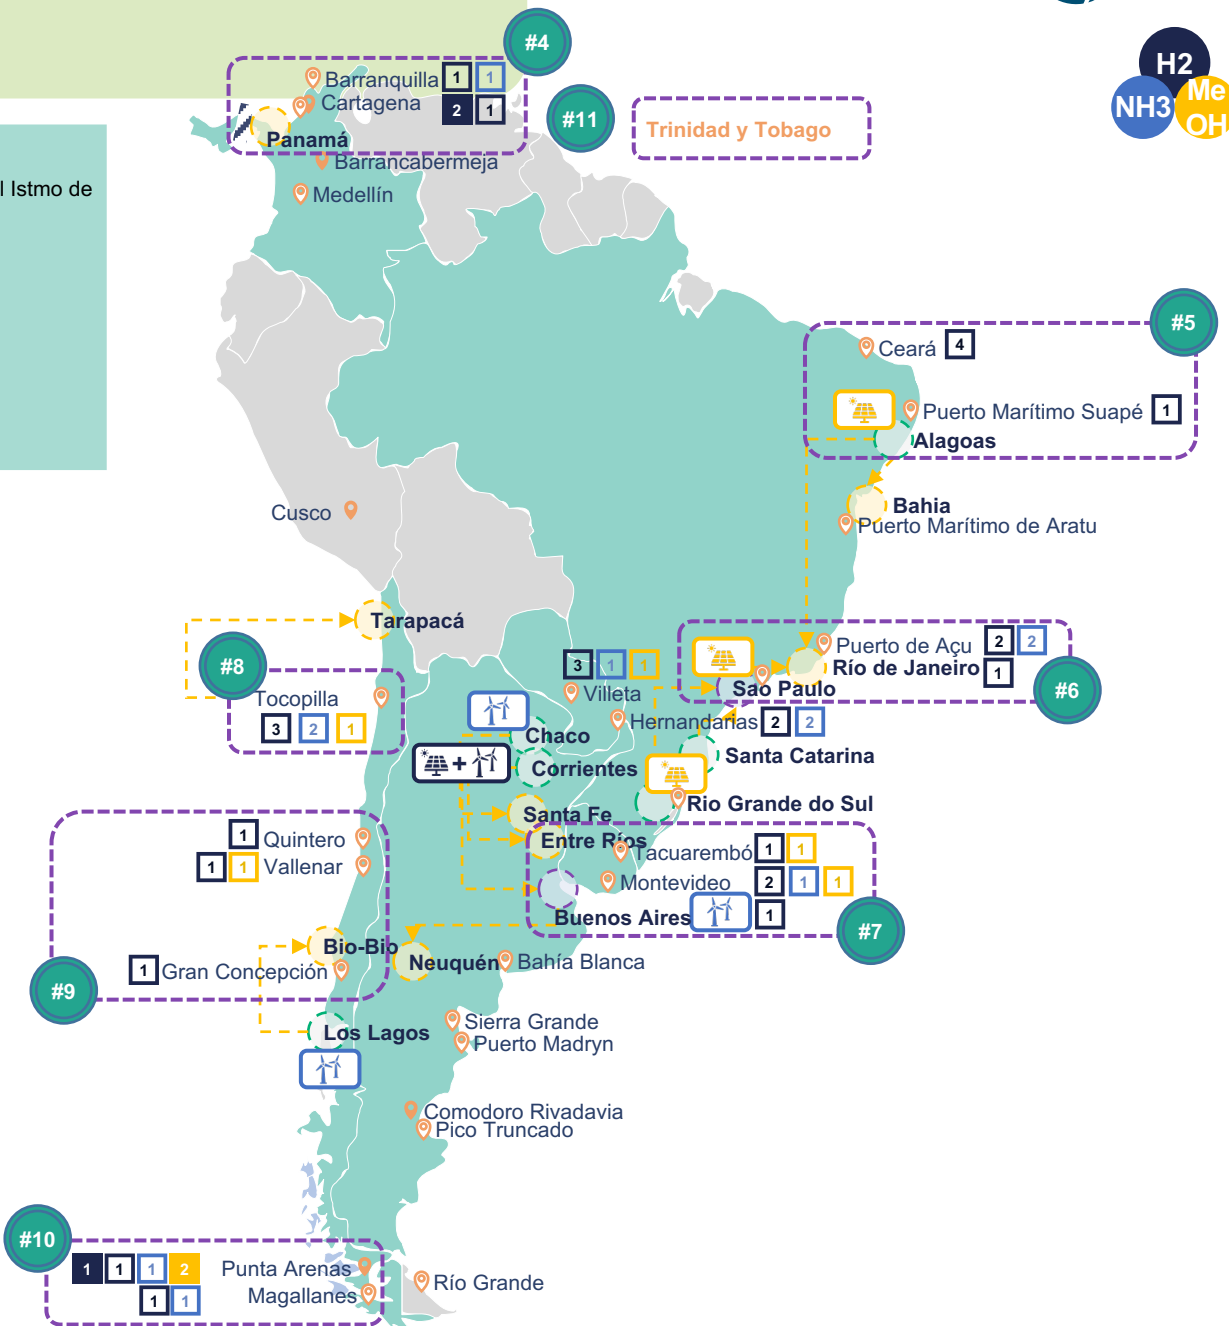 #4
H2
NH3
Me
OH
Barranquilla 1 1
Cartagena 2 1
#11
Trinidad y Tobago
Panamá
Barrancabermeja
l Istmo de
Medellín
#5
Ceará 4
Puerto Marítimo Suapé 1
Alagoas
Bahia
Cusco
Puerto Marítimo de Aratu
Tarapacá
#8
Puerto de Açu 2 2
Río de Janeiro 1
3 1 1
Villeta
Sao Paulo
#6
Tocopilla
3 2 1
Hernandarias 2 2
Chaco
Santa Catarina
+
Corrientes
Rio Grande do Sul
Santa Fe
1 Quintero
Entre Ríos
Tacuarembó 1 1
1 1 Vallenar
Montevideo 2 1 1
Buenos Aires 1
#7
Bio-Bio
Neuquén
Bahía Blanca
1 Gran Concepción
#9
Sierra Grande
Los Lagos
Puerto Madryn
Comodoro Rivadavia
Pico Truncado
#10
1 1 1 2 Punta Arenas
Río Grande
1 1 Magallanes